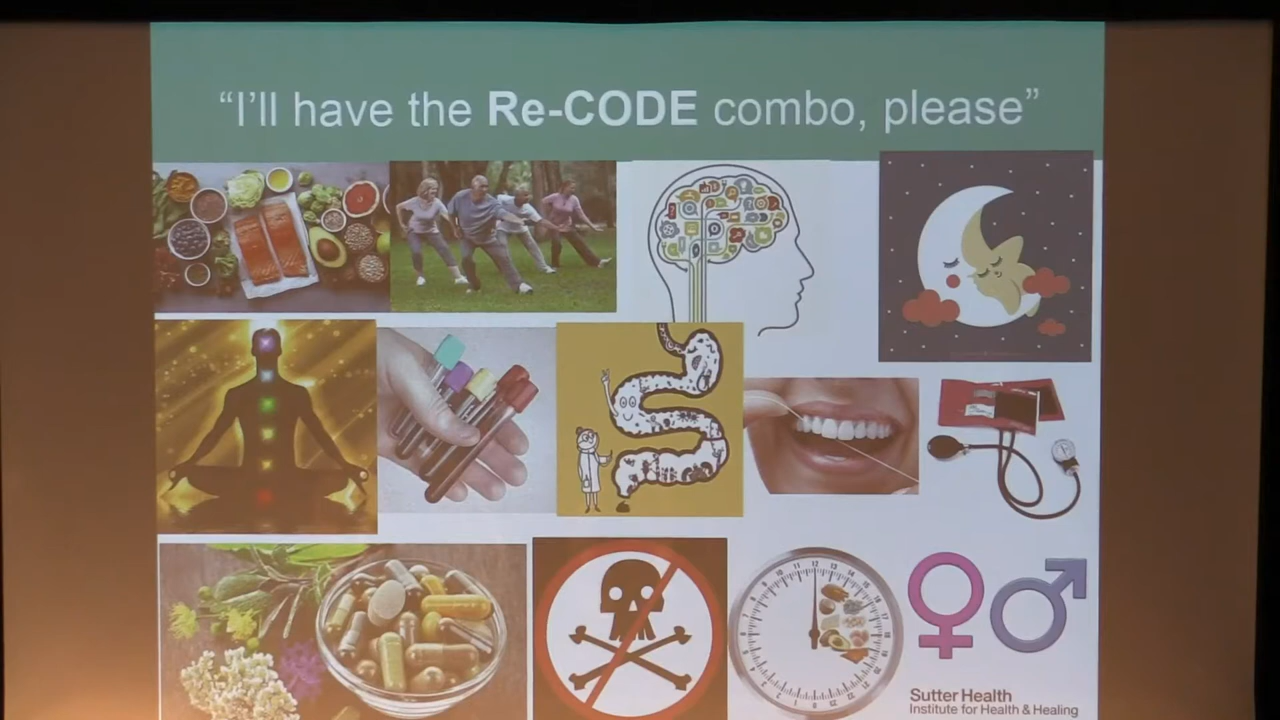 “I’ll have the Re-CODE combo, please”
Sutter Health
Institute for Health & Healing